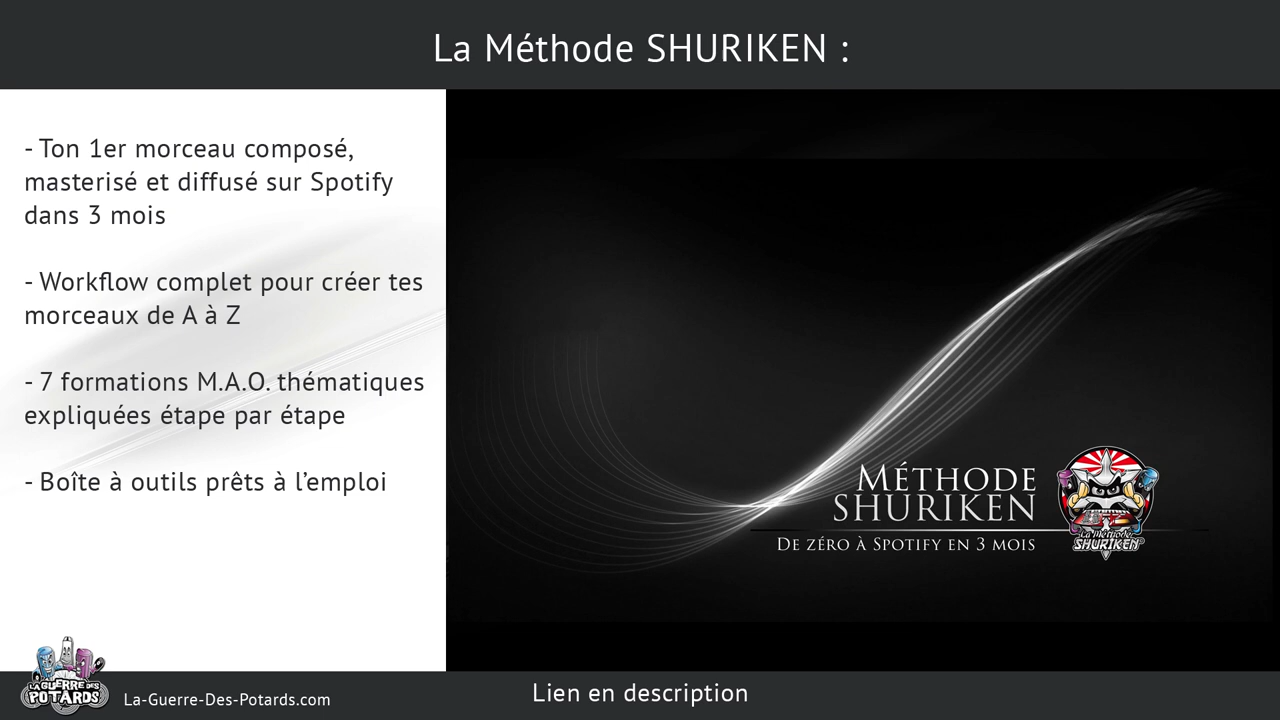 La Méthode SHURIKEN :
- Ton 1er morceau composé,
masterisé et diffusé sur Spotify
dans 3 mois
- Workflow complet pour créer tes
morceaux de A à Z
- 7 formations M.A.O. thématiques
expliquées étape par étape
- Boîte à outils prêts à l’emploi
MÉTHODE
SHURIKEN
DE ZÉRO À SPOTIFY EN 3 MOIS
La Méthode
SHURIKEN
LA GUERRE DES
POTARDS
La-Guerre-Des-Potards.com
Lien en description